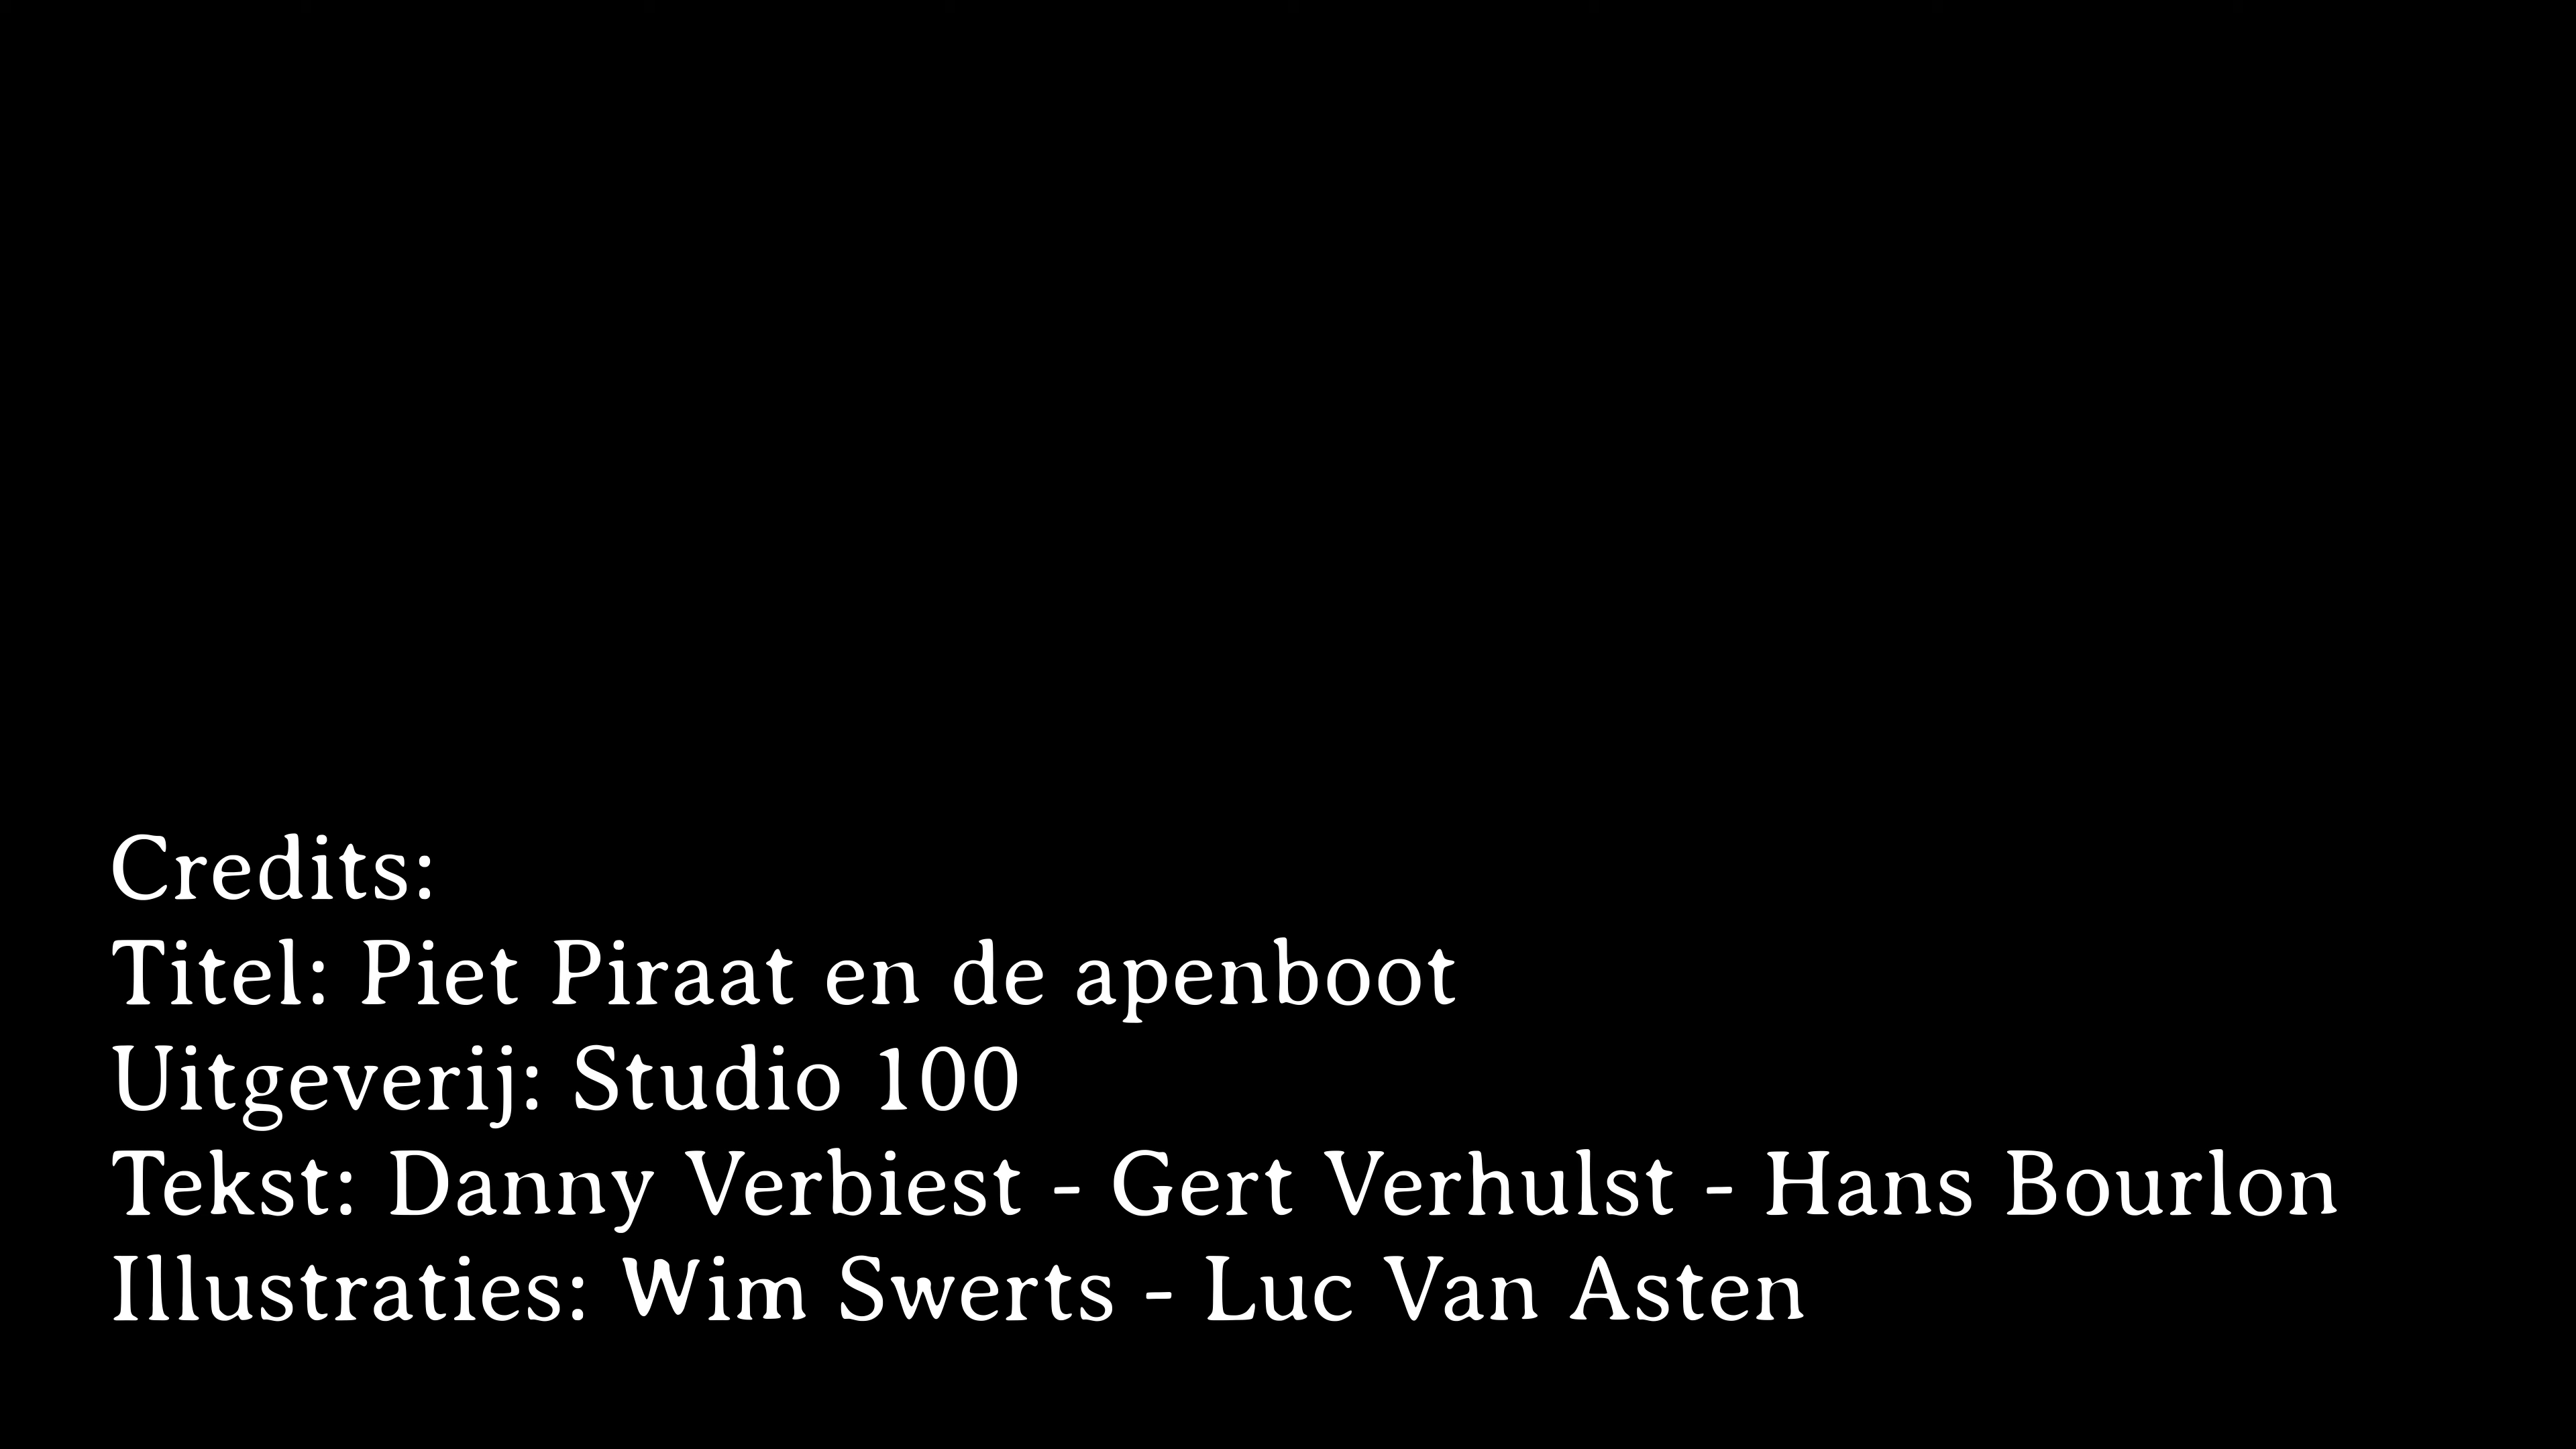 Credits:
Titel: Piet Piraat en de apenboot
Uitgeverij: Studio 100
Tekst: Danny Verbiest - Gert Verhulst - Hans Bourlon
Illustraties: Wim Swerts - Luc Van Asten